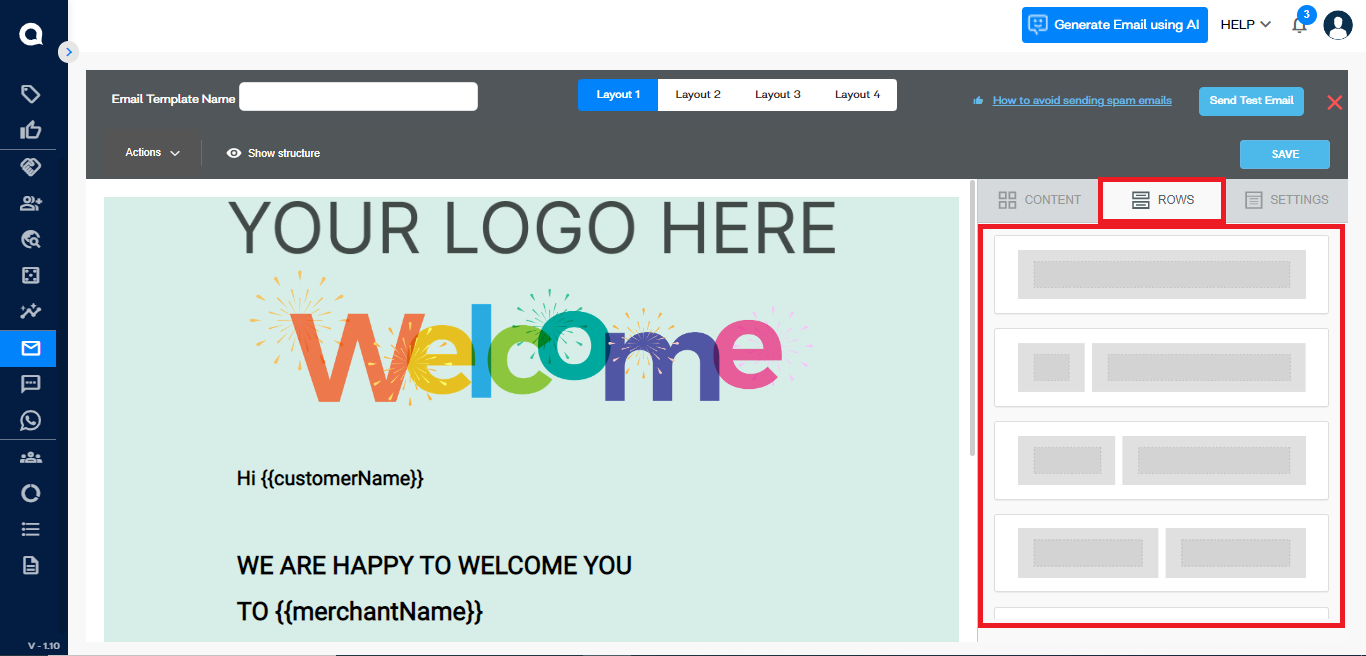 Generate Email using AI
HELP
3
Email Template Name
Layout 1
Layout 2
Layout 3
Layout 4
How to avoid sending spam emails
Send Test Email
Actions
Show structure
SAVE
CONTENT
ROWS
SETTINGS
YOUR LOGO HERE
Welcome
Hi {{customerName}}
WE ARE HAPPY TO WELCOME YOU
TO {{merchantName}}
V - 1.10